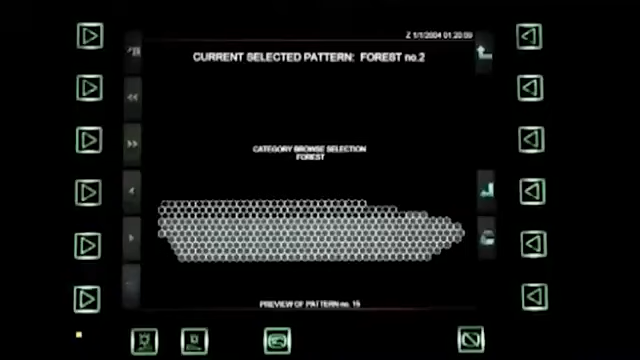 Z 1/1/2004 01:20:09
CURRENT SELECTED PATTERN: FOREST no.2
<<
>>
<
>
CATEGORY BROWSE SELECTION
FOREST
PREVIEW OF PATTERN no. 15